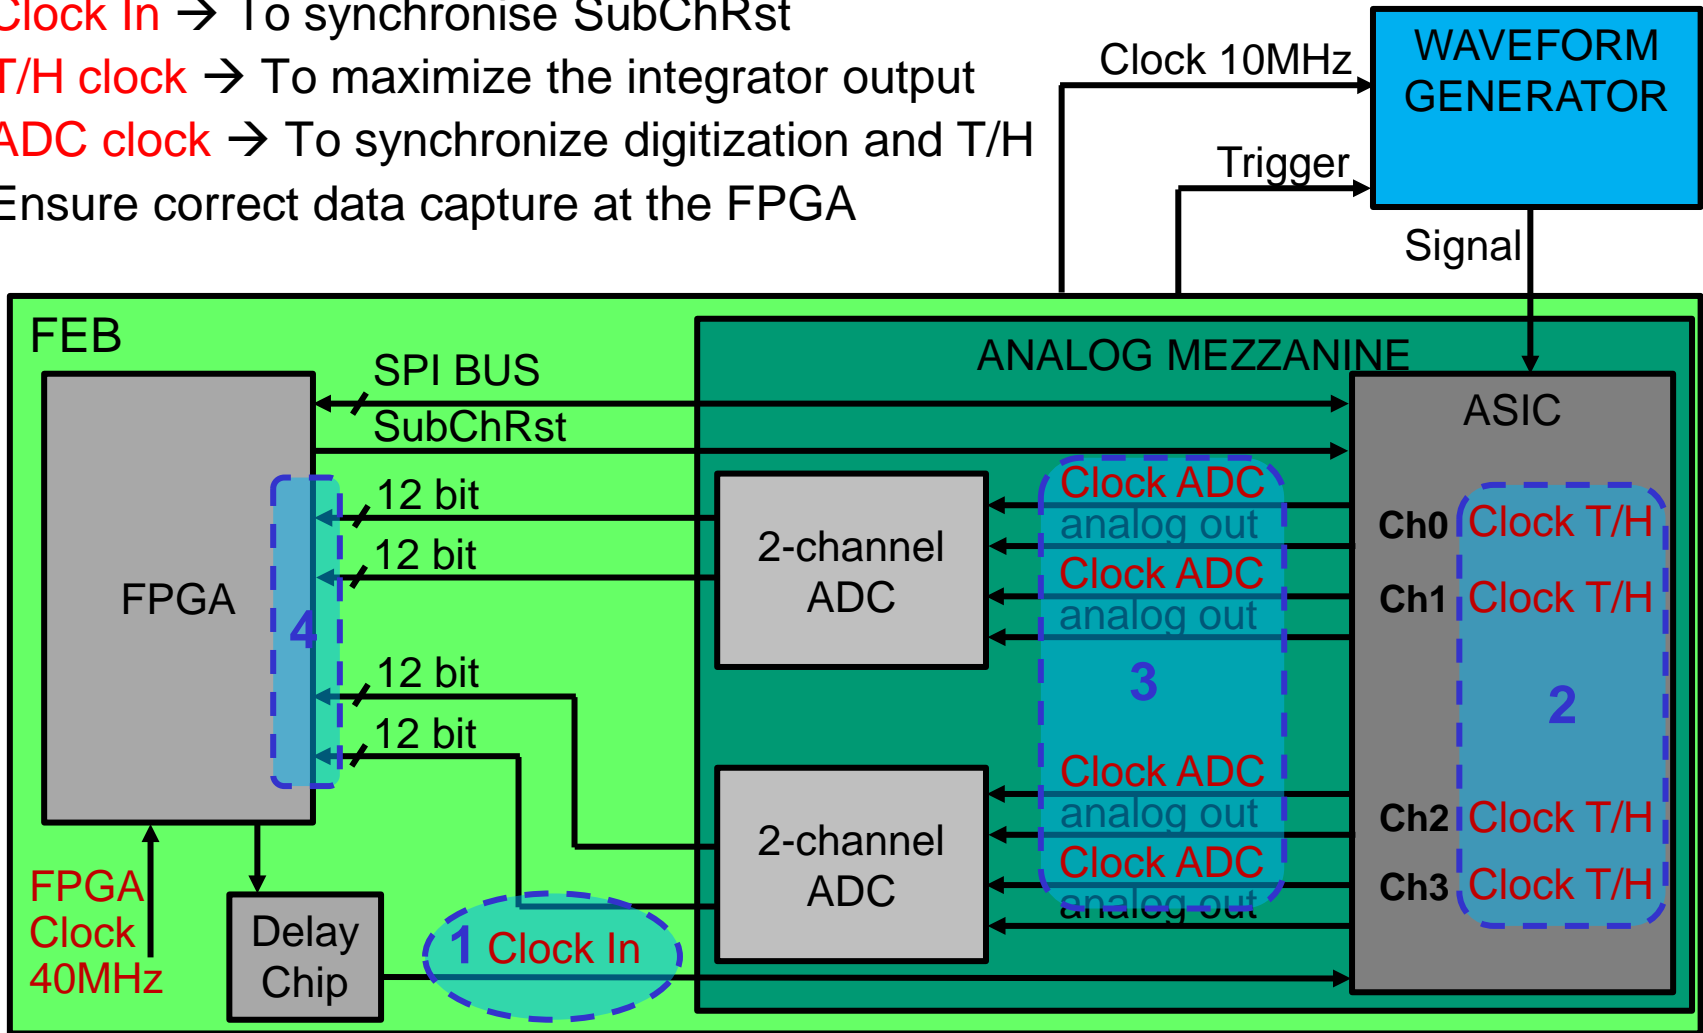 Clock In → To synchronise SubChRst
T/H clock → To maximize the integrator output
ADC clock → To synchronize digitization and T/H
Ensure correct data capture at the FPGA
Clock 10MHz
Trigger
WAVEFORM
GENERATOR
Signal
FEB
ANALOG MEZZANINE
SPI BUS
SubChRst
ASIC
12 bit
12 bit
12 bit
12 bit
FPGA
4
2-channel
ADC
2-channel
ADC
Clock ADC
analog out
Clock ADC
analog out
3
Clock ADC
analog out
Clock ADC
analog out
Ch0 Clock T/H
Ch1 Clock T/H
2
Ch2 Clock T/H
Ch3 Clock T/H
FPGA
Clock
40MHz
Delay
Chip
1 Clock In